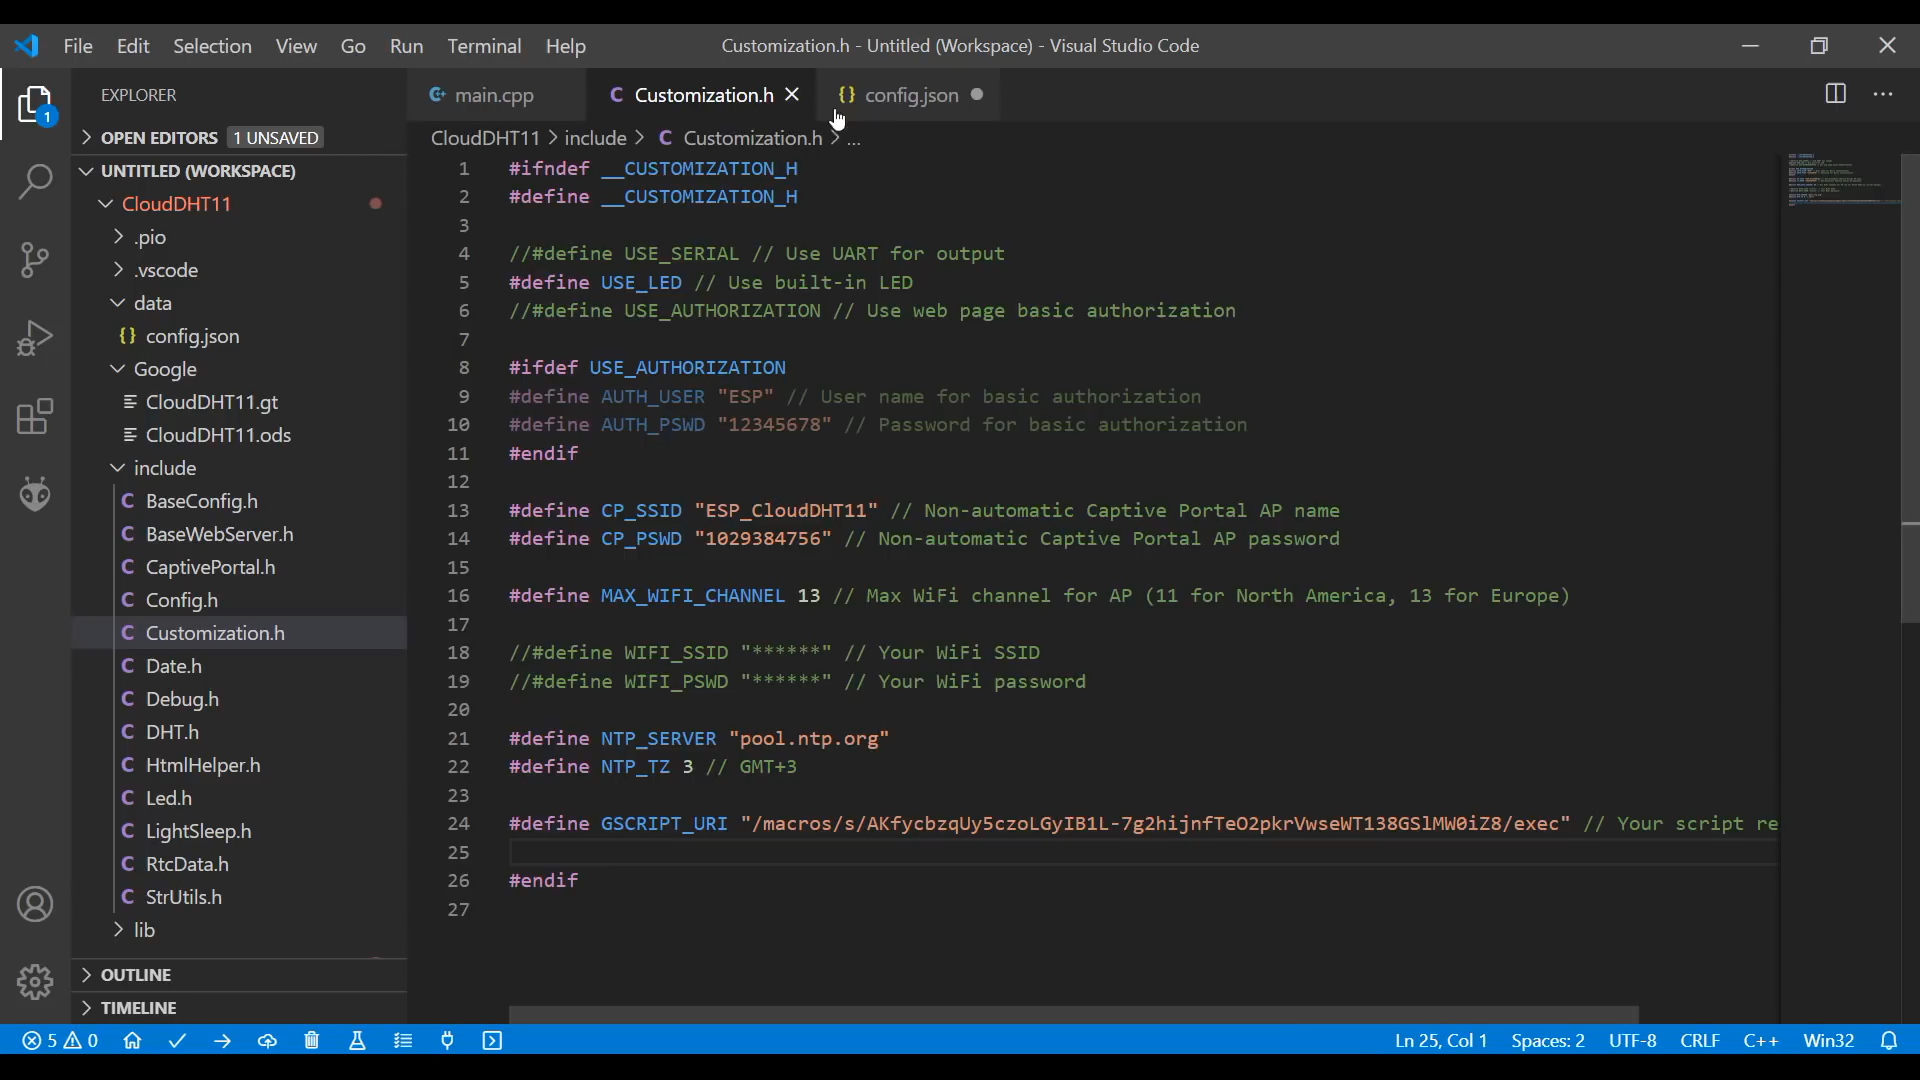 File Edit Selection View Go Run Terminal Help
Customization.h - Untitled (Workspace) - Visual Studio Code
EXPLORER
OPEN EDITORS 1 UNSAVED
UNTITLED (WORKSPACE)
CloudDHT11
.pio
.vscode
data
{} config.json
Google
CloudDHT11.gt
CloudDHT11.ods
include
C BaseConfig.h
C BaseWebServer.h
C CaptivePortal.h
C Config.h
C Customization.h
C Date.h
C Debug.h
C DHT.h
C HtmlHelper.h
C Led.h
C LightSleep.h
C RtcData.h
C StrUtils.h
lib
OUTLINE
TIMELINE
1
main.cpp
C Customization.h
{} config.json
CloudDHT11 > include > C Customization.h > ...
1 #ifndef __CUSTOMIZATION_H
2 #define __CUSTOMIZATION_H
3
4 //#define USE_SERIAL // Use UART for output
5 #define USE_LED // Use built-in LED
6 //#define USE_AUTHORIZATION // Use web page basic authorization
7
8 #ifdef USE_AUTHORIZATION
9 #define AUTH_USER "ESP" // User name for basic authorization
10 #define AUTH_PSWD "12345678" // Password for basic authorization
11 #endif
12
13 #define CP_SSID "ESP_CloudDHT11" // Non-automatic Captive Portal AP name
14 #define CP_PSWD "1029384756" // Non-automatic Captive Portal AP password
15
16 #define MAX_WIFI_CHANNEL 13 // Max WiFi channel for AP (11 for North America, 13 for Europe)
17
18 //#define WIFI_SSID "******" // Your WiFi SSID
19 //#define WIFI_PSWD "******" // Your WiFi password
20
21 #define NTP_SERVER "pool.ntp.org"
22 #define NTP_TZ 3 // GMT+3
23
24 #define GSCRIPT_URI "/macros/s/AKfycbzqUy5czoLGyIB1L-7g2hijnfTeO2pkrVwseWT138GSlMW0iZ8/exec" // Your script re
25
26 #endif
27
5 0
Ln 25, Col 1 Spaces: 2 UTF-8 CRLF C++ Win32